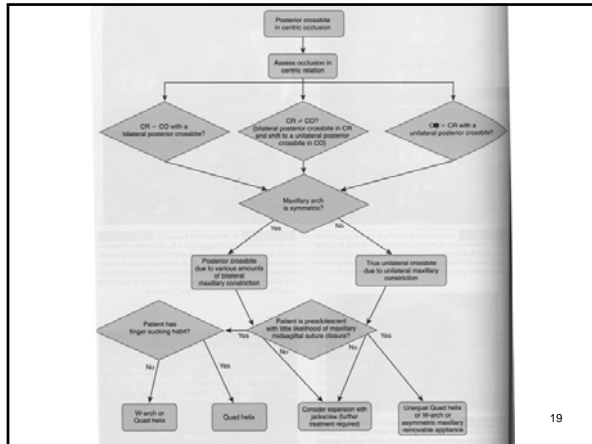 Posterior crossbite
in centric occlusion
Assess occlusion in
centric relation
CR = CO with a
bilateral posterior crossbite?
CR ≠ CO?
(bilateral posterior crossbite in CR
and shift to a unilateral posterior
crossbite in CO)
= CR with a
unilateral posterior crossbite?
Maxillary arch
is symmetric?
Yes
No
Posterior crossbite
due to various amounts
of bilateral
maxillary constriction
True unilateral crossbite
due to unilateral maxillary
constriction
Patient has
finger sucking habit?
Yes
Patient is preadolescent
with little likelihood of maxillary
midsagittal suture closure?
Yes
No
No
No
Yes
W-arch or
Quad helix
Quad helix
Consider expansion with
jackscrew (further
treatment required)
Unequal Quad helix
or W-arch or
asymmetric maxillary
removable appliance
19